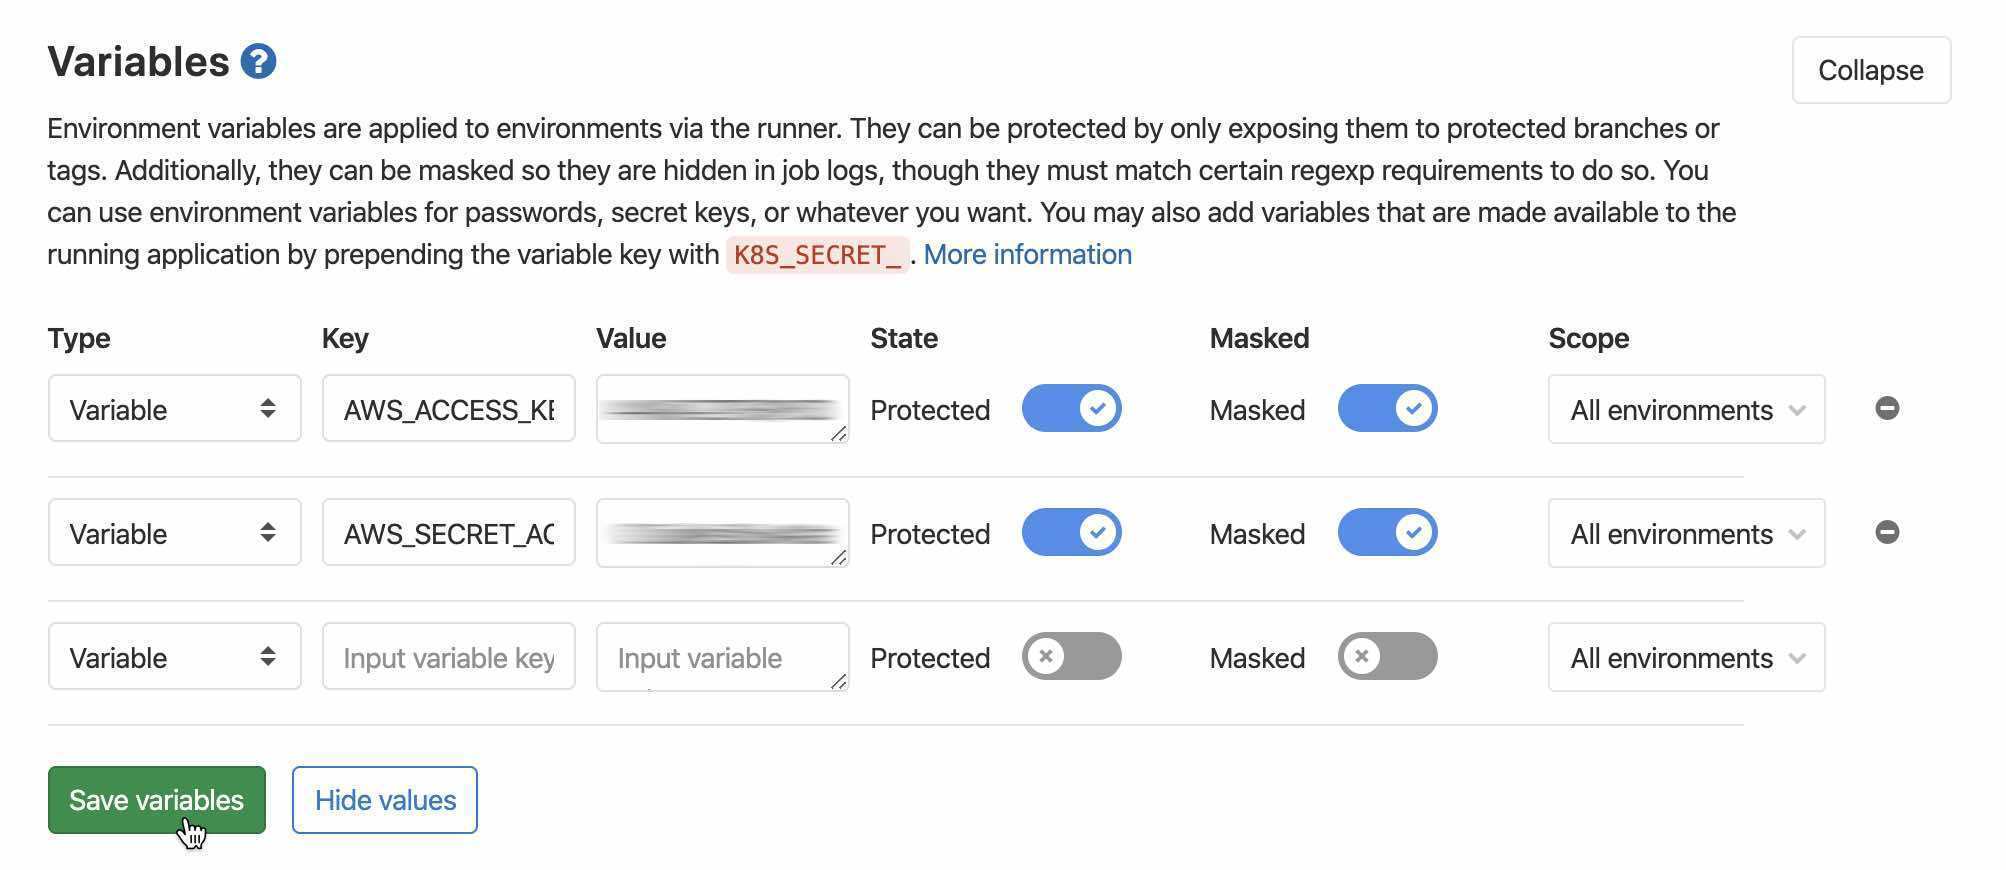 Variables ?
Collapse
Environment variables are applied to environments via the runner. They can be protected by only exposing them to protected branches or
tags. Additionally, they can be masked so they are hidden in job logs, though they must match certain regexp requirements to do so. You
can use environment variables for passwords, secret keys, or whatever you want. You may also add variables that are made available to the
running application by prepending the variable key with K8S_SECRET_ . More information
Type Key Value State Masked Scope
Variable AWS_ACCESS_KE Protected Masked All environments
Variable AWS_SECRET_AC Protected Masked All environments
Variable Input variable key Input variable Protected Masked All environments
Save variables Hide values